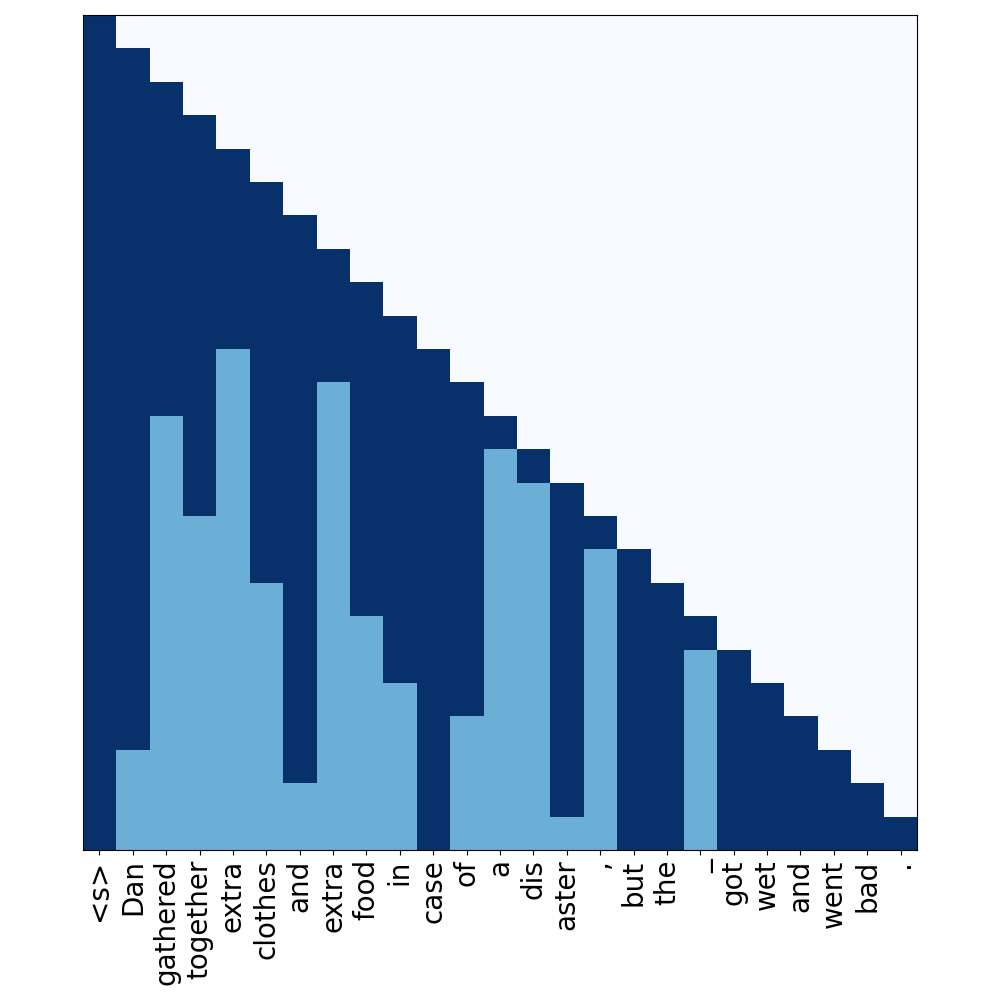 <s> Dan gathered together extra clothes and extra food in case of a dis aster , but the _ got wet and went bad .